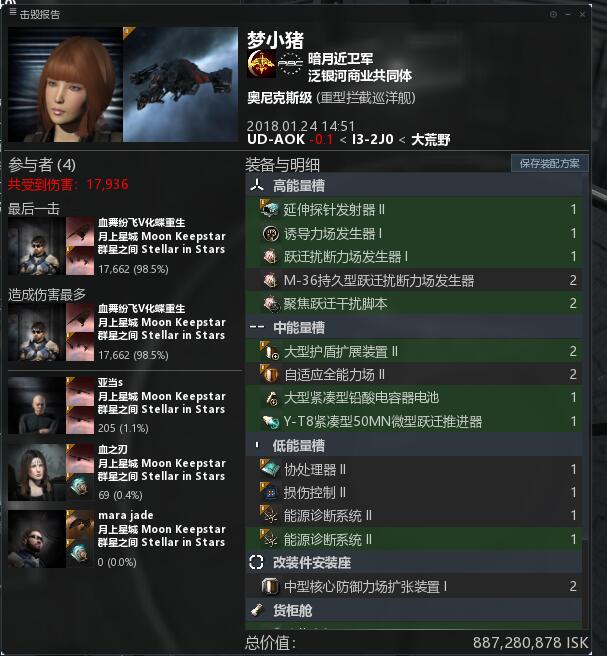 击毁报告
梦小猪
暗月近卫军
泛银河商业共同体
奥尼克斯级 (重型拦截巡洋舰)
2018.01.24 14:51
UD-AOK -0.1 < I3-2J0 < 大荒野
参与者 (4)
共受到伤害：17,936
最后一击
血舞纷飞V化蝶重生
月上星城 Moon Keepstar
群星之间 Stellar in Stars
17,662 (98.5%)
造成伤害最多
血舞纷飞V化蝶重生
月上星城 Moon Keepstar
群星之间 Stellar in Stars
17,662 (98.5%)
亚当s
月上星城 Moon Keepstar
群星之间 Stellar in Stars
205 (1.1%)
血之刃
月上星城 Moon Keepstar
群星之间 Stellar in Stars
69 (0.4%)
mara jade
月上星城 Moon Keepstar
群星之间 Stellar in Stars
0 (0.0%)
装备与明细
保存装配方案
高能量槽
延伸探针发射器 II 1
诱导力场发生器 I 1
跃迁扰断力场发生器 I 1
M-36持久型跃迁扰断力场发生器 2
聚焦跃迁干扰脚本 2
中能量槽
大型护盾扩展装置 II 2
自适应全能力场 II 2
大型紧凑型铅酸电容器电池 1
Y-T8紧凑型50MN微型跃迁推进器 1
低能量槽
协处理器 II 1
损伤控制 II 1
能源诊断系统 II 1
能源诊断系统 II 1
改装件安装座
中型核心防御力场扩张装置 I 2
货柜舱
总价值： 887,280,878 ISK